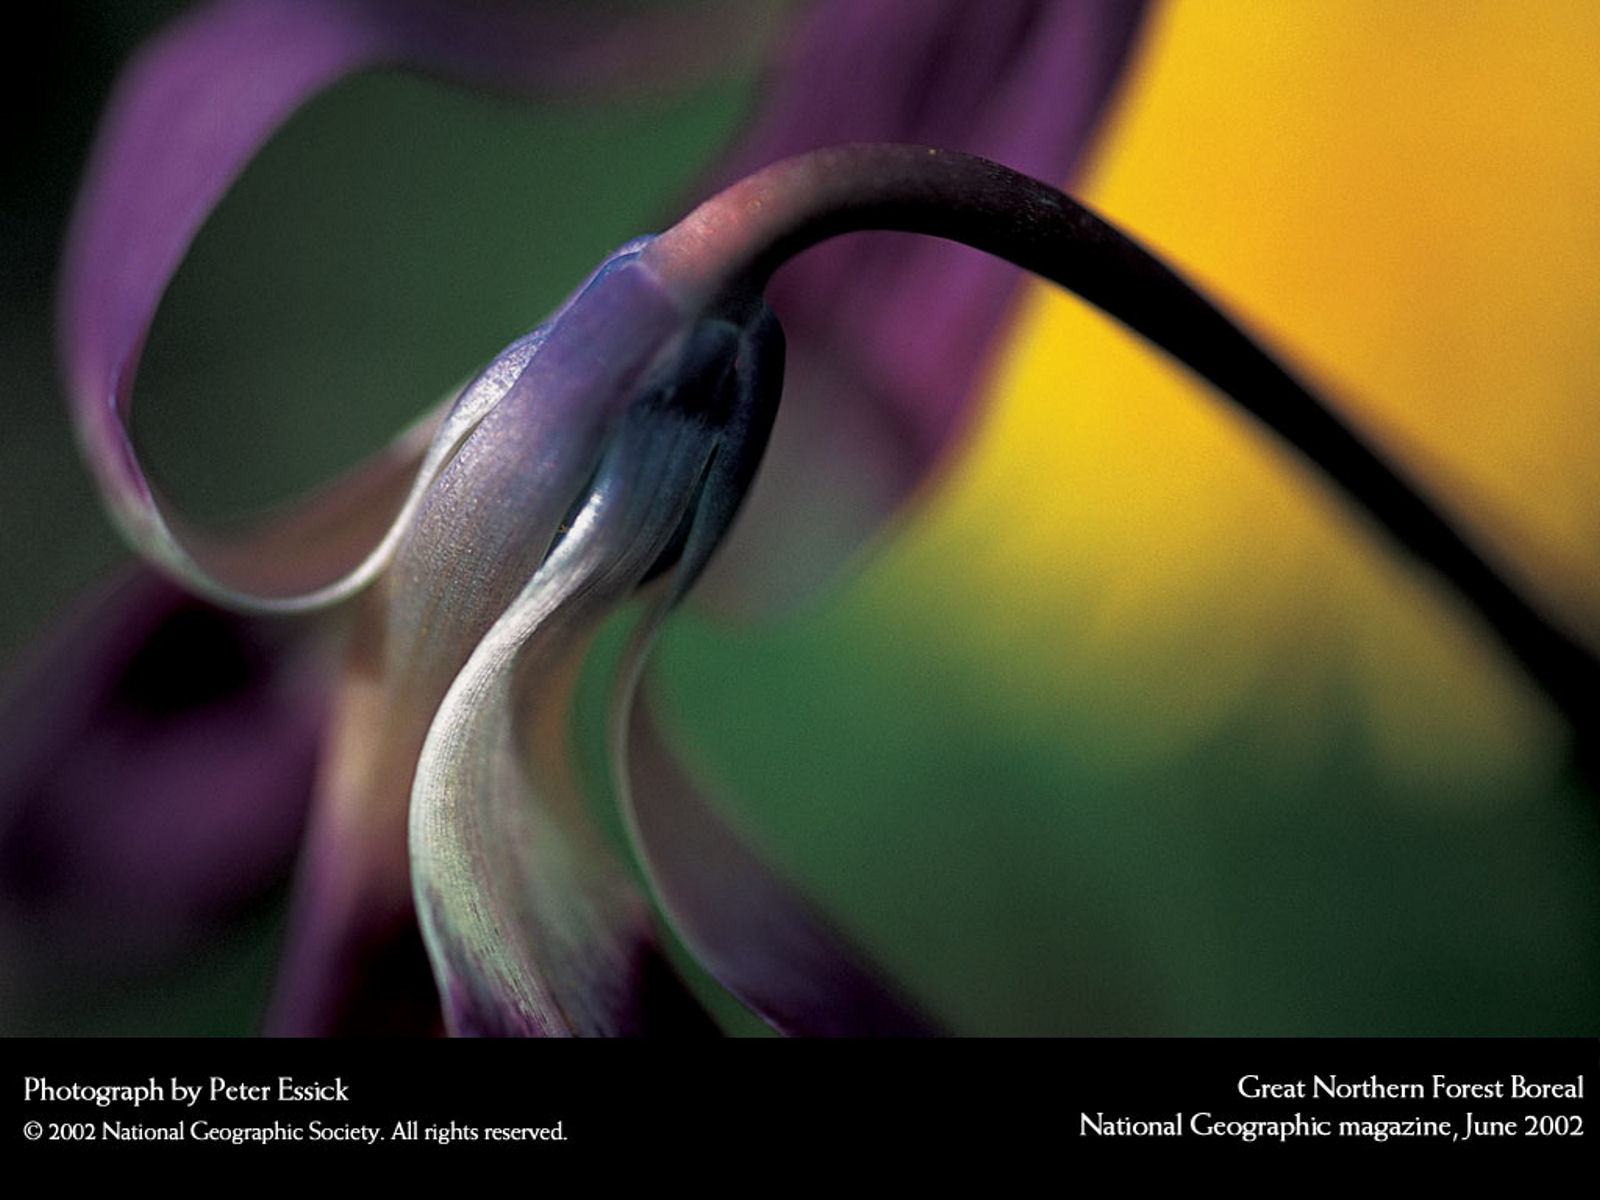 Photograph by Peter Essick
© 2002 National Geographic Society. All rights reserved.
Great Northern Forest Boreal
National Geographic magazine, June 2002